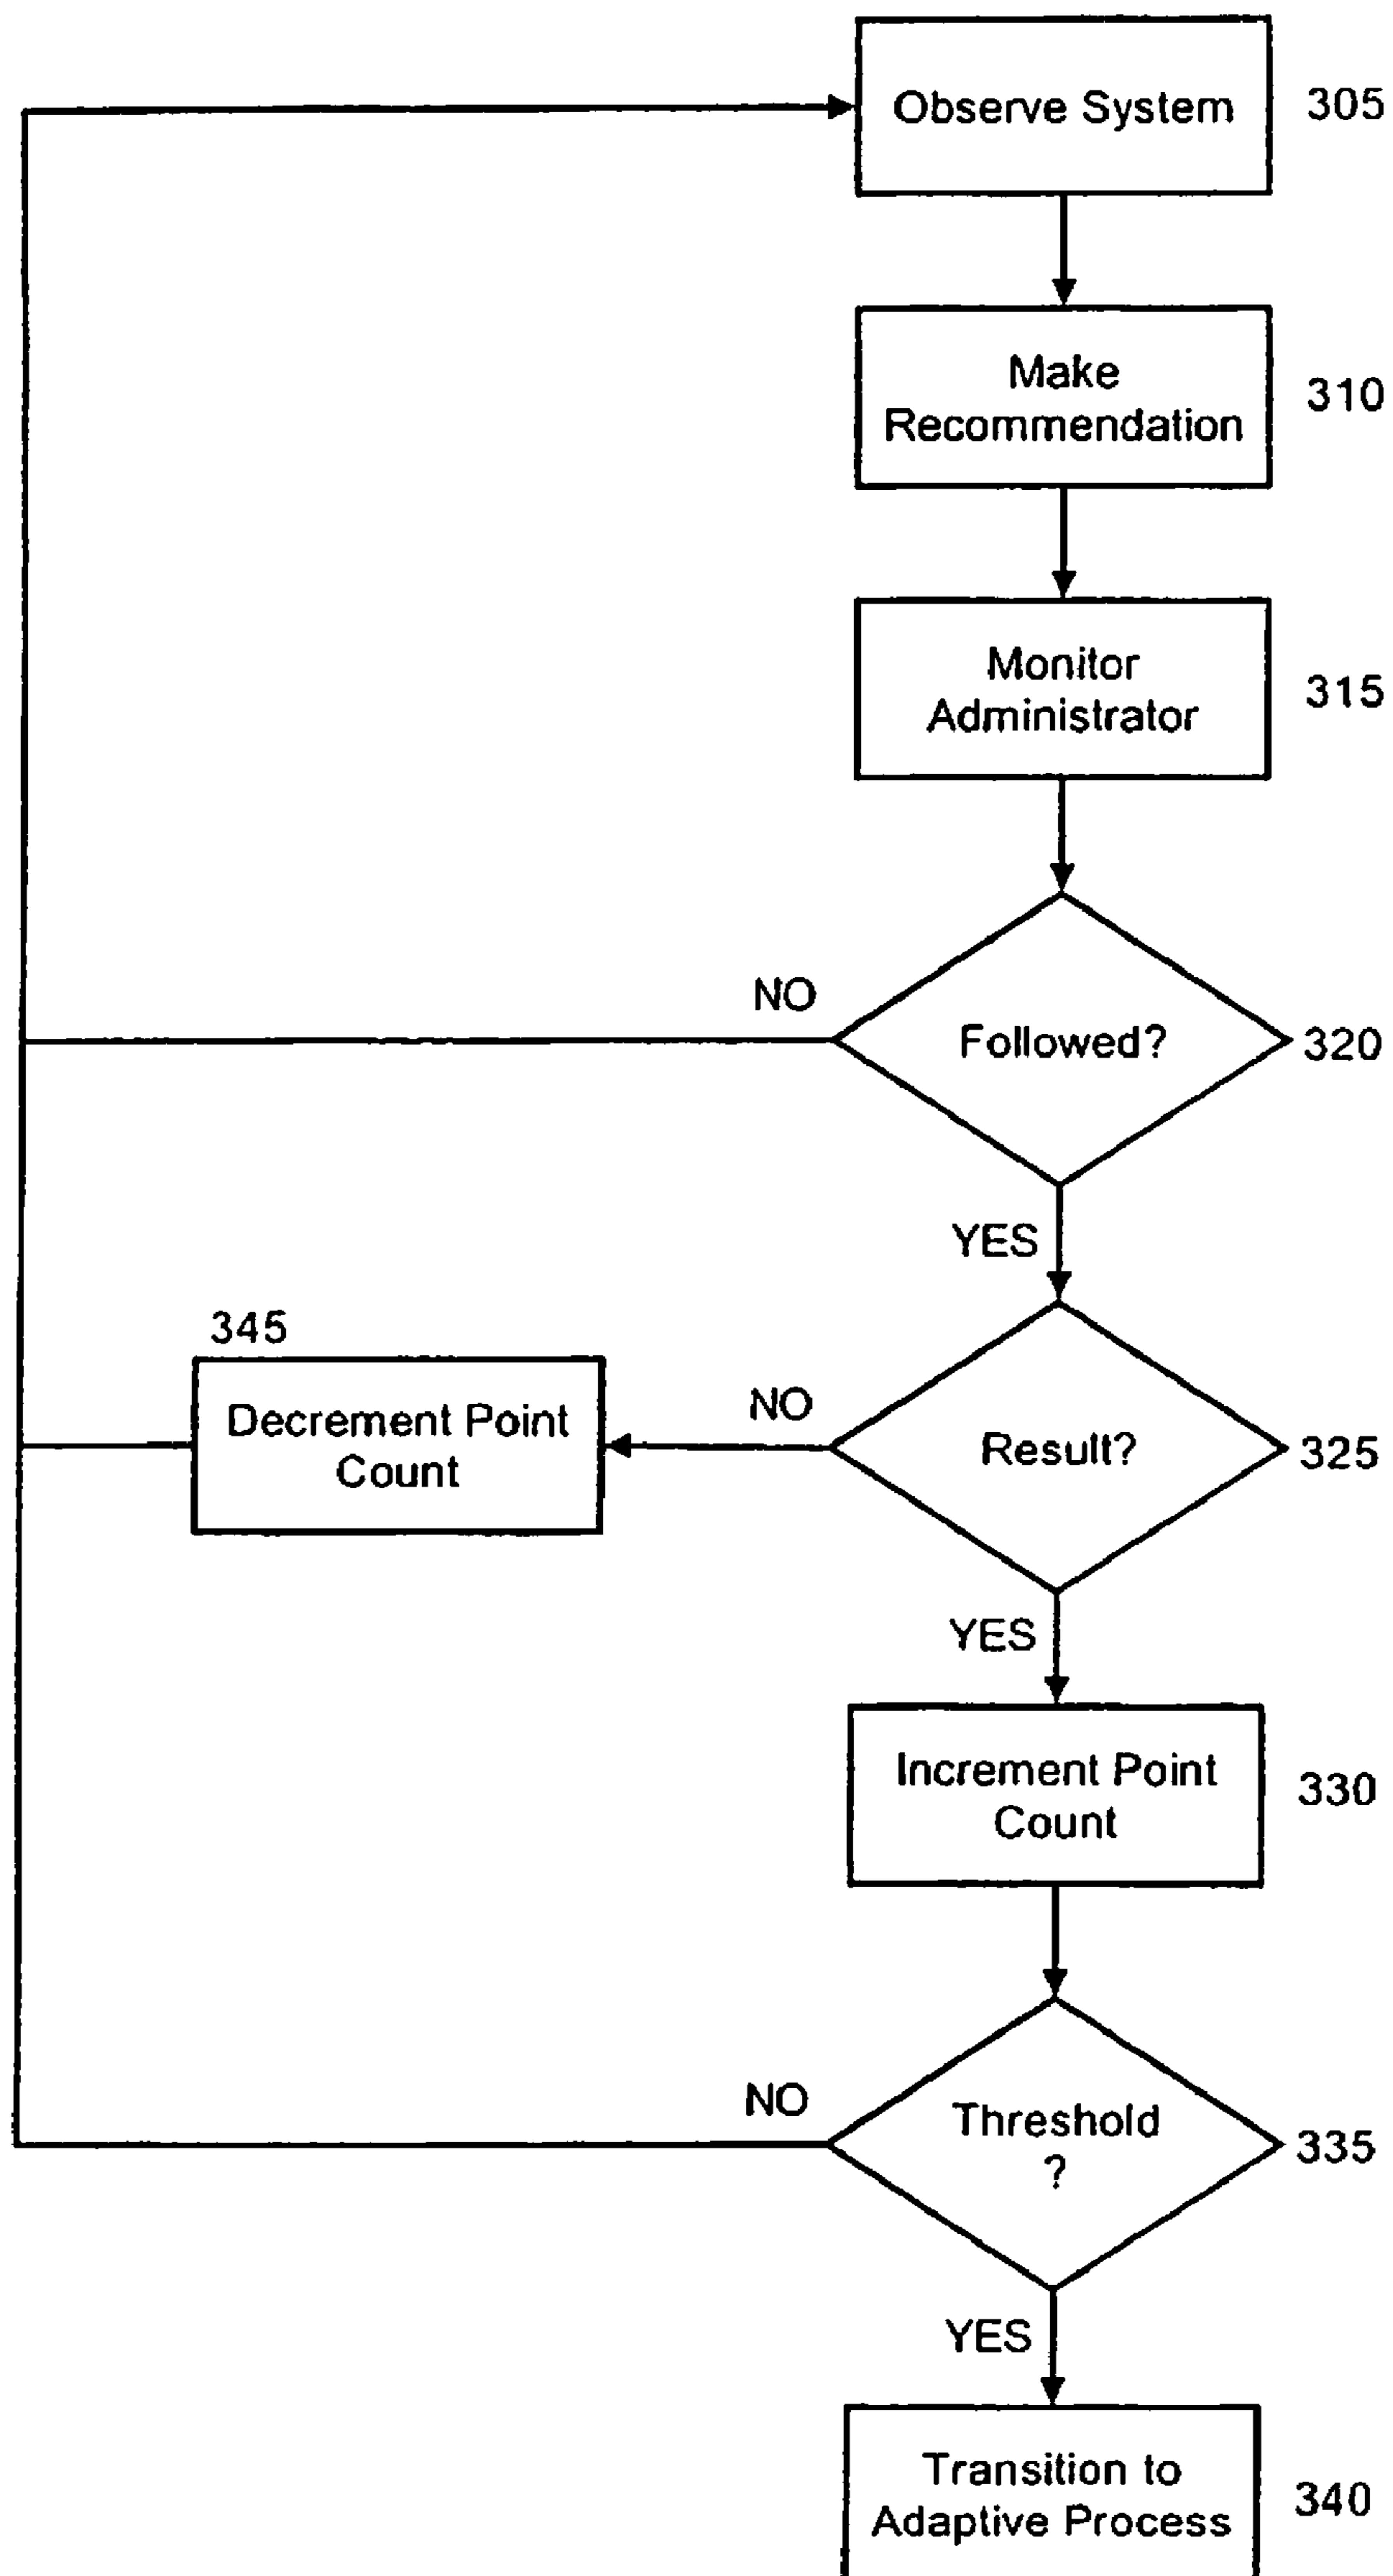 Observe System
305
Make
Recommendation
310
Monitor
Administrator
315
NO
Followed?
320
YES
345
Decrement Point
Count
NO
Result?
325
YES
Increment Point
Count
330
NO
Threshold
?
335
YES
Transition to
Adaptive Process
340